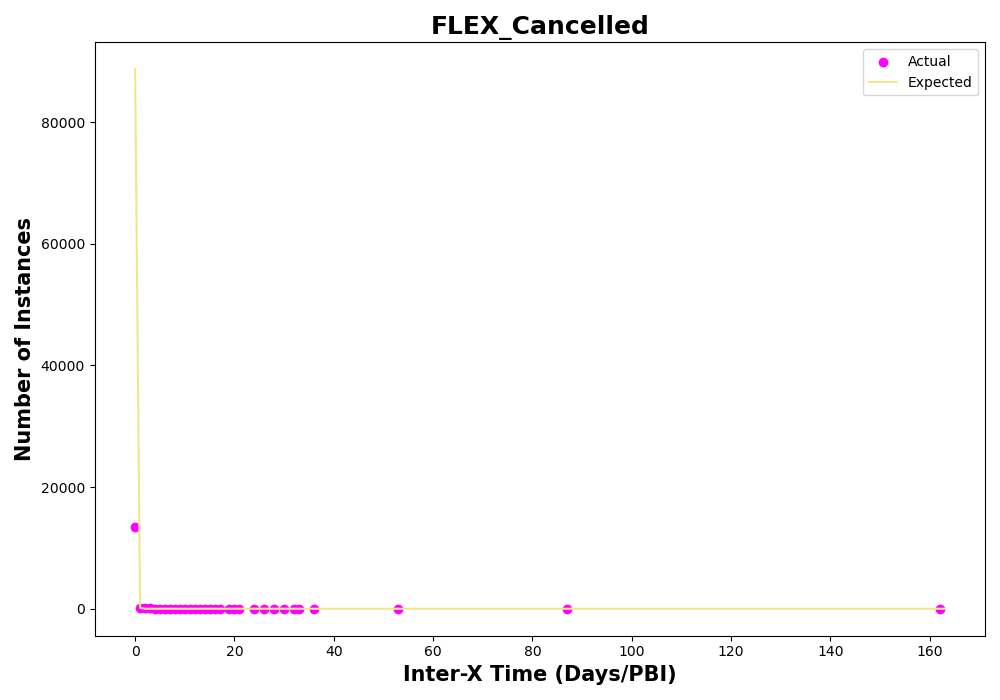 FLEX_Cancelled
Actual
Expected
80000
60000
40000
20000
0
Number of Instances
0 20 40 60 80 100 120 140 160
Inter-X Time (Days/PBI)